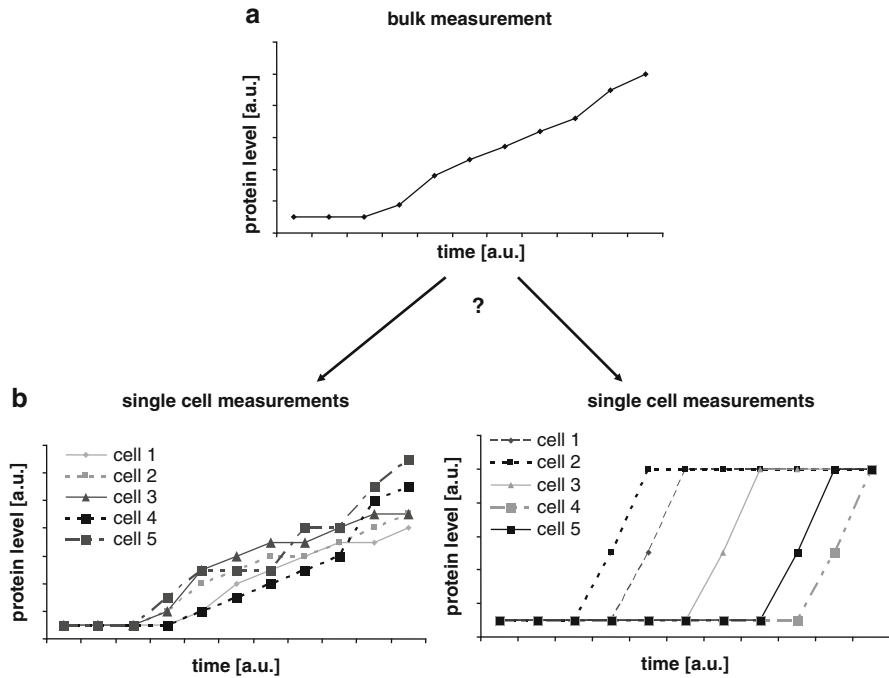 a
bulk measurement
protein level [a.u.]
time [a.u.]
?
b
single cell measurements
cell 1
cell 2
cell 3
cell 4
cell 5
protein level [a.u.]
time [a.u.]
single cell measurements
cell 1
cell 2
cell 3
cell 4
cell 5
protein level [a.u.]
time [a.u.]